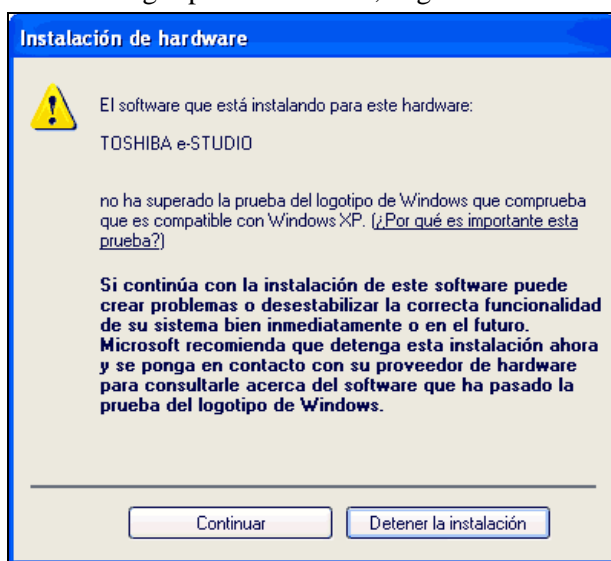 Instalación de hardware
El software que está instalando para este hardware:
TOSHIBA e-STUDIO
no ha superado la prueba del logotipo de Windows que comprueba
que es compatible con Windows XP. (¿Por qué es importante esta
prueba?)
Si continúa con la instalación de este software puede
crear problemas o desestabilizar la correcta funcionalidad
de su sistema bien inmediatamente o en el futuro.
Microsoft recomienda que detenga esta instalación ahora
y se ponga en contacto con su proveedor de hardware
para consultarle acerca del software que ha pasado la
prueba del logotipo de Windows.
Continuar
Detener la instalación